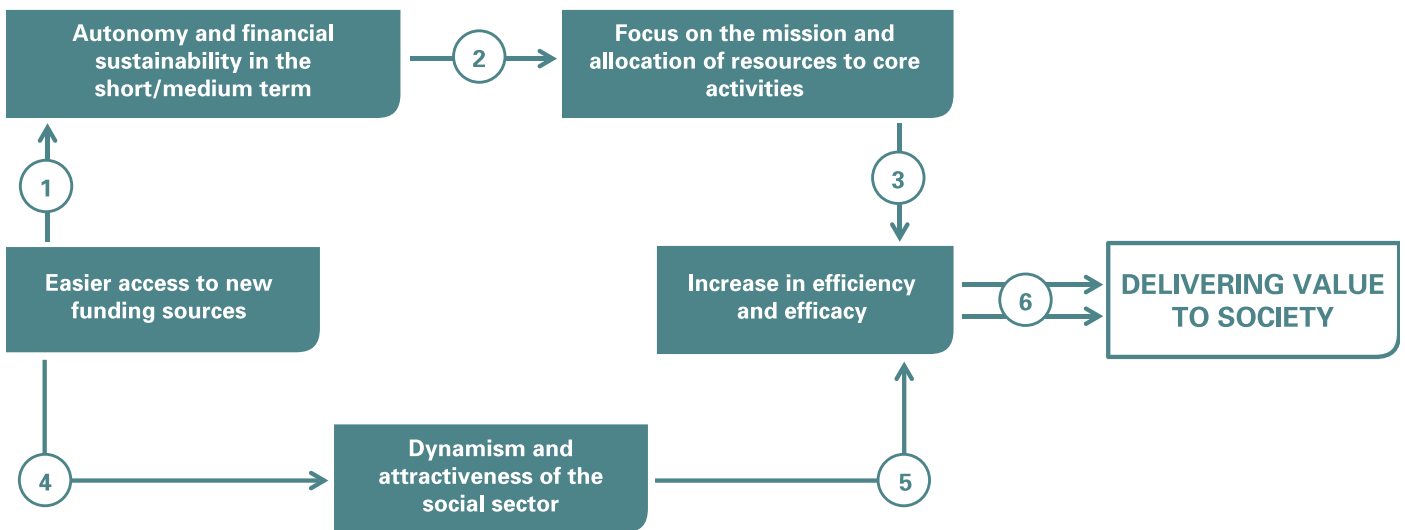 Autonomy and financial
sustainability in the
short/medium term
2
Focus on the mission and
allocation of resources to core
activities
1
3
Easier access to new
funding sources
Increase in efficiency
and efficacy
6
DELIVERING VALUE
TO SOCIETY
4
Dynamism and
attractiveness of the
social sector
5